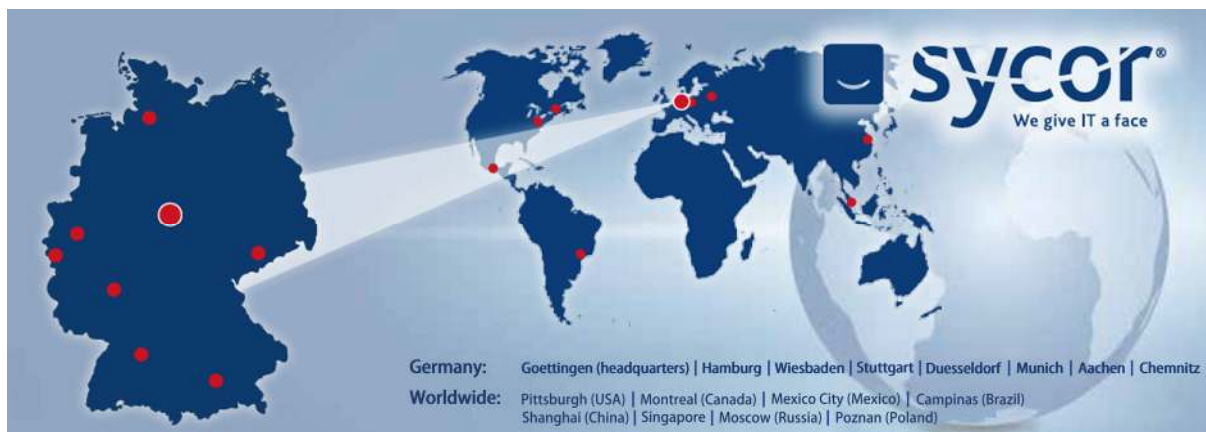 sycor®
We give IT a face
Germany: Goettingen (headquarters) | Hamburg | Wiesbaden | Stuttgart | Duesseldorf | Munich | Aachen | Chemnitz
Worldwide: Pittsburgh (USA) | Montreal (Canada) | Mexico City (Mexico) | Campinas (Brazil)
Shanghai (China) | Singapore | Moscow (Russia) | Poznan (Poland)